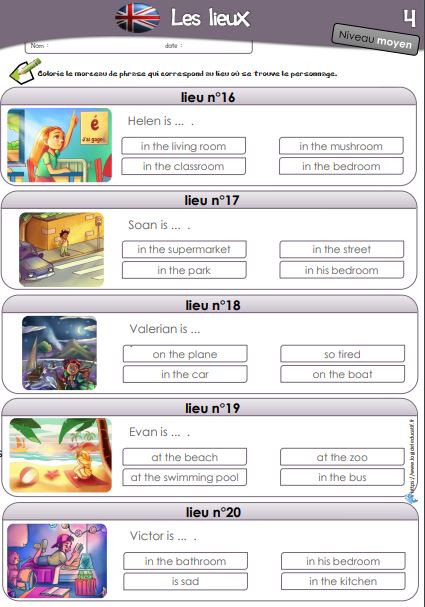 Les lieux
4
Niveau moyen
Nom :
date :
Colorie le morceau de phrase qui correspond au lieu où se trouve le personnage.
lieu n°16
é
J'ai gagné
Helen is ... .
in the living room
in the mushroom
in the classroom
in the bedroom
lieu n°17
Soan is ... .
in the supermarket
in the street
in the park
in his bedroom
lieu n°18
Valerian is ...
on the plane
so tired
in the car
on the boat
lieu n°19
Evan is ... .
at the beach
at the zoo
at the swimming pool
in the bus
https://www.logicieleducatif.fr
lieu n°20
Victor is ... .
in the bathroom
in his bedroom
is sad
in the kitchen